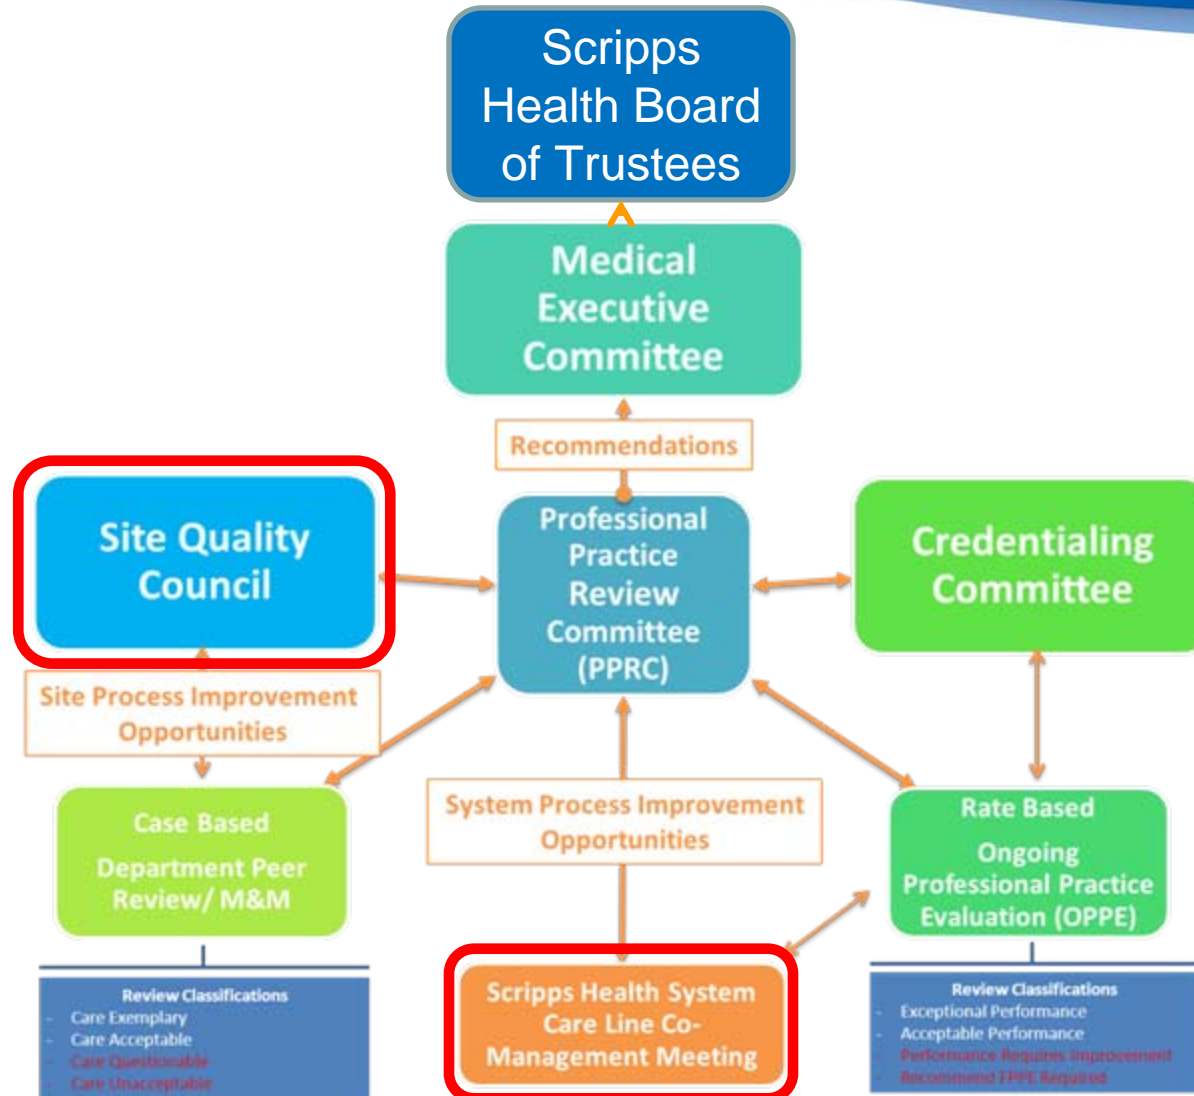 Scripps
Health Board
of Trustees
Medical
Executive
Committee
Recommendations
Site Quality
Council
Professional
Practice
Review
Committee
(PPRC)
Credentialing
Committee
Site Process Improvement
Opportunities
System Process Improvement
Opportunities
Case Based
Department Peer
Review/ M&M
Rate Based
Ongoing
Professional Practice
Evaluation (OPPE)
Scripps Health System
Care Line Co-
Management Meeting
Review Classifications
- Care Exemplary
- Care Acceptable
- Care Questionable
- Care Unacceptable
Review Classifications
- Exceptional Performance
- Acceptable Performance
- Performance Requires Improvement
- Recommend FPPE Required